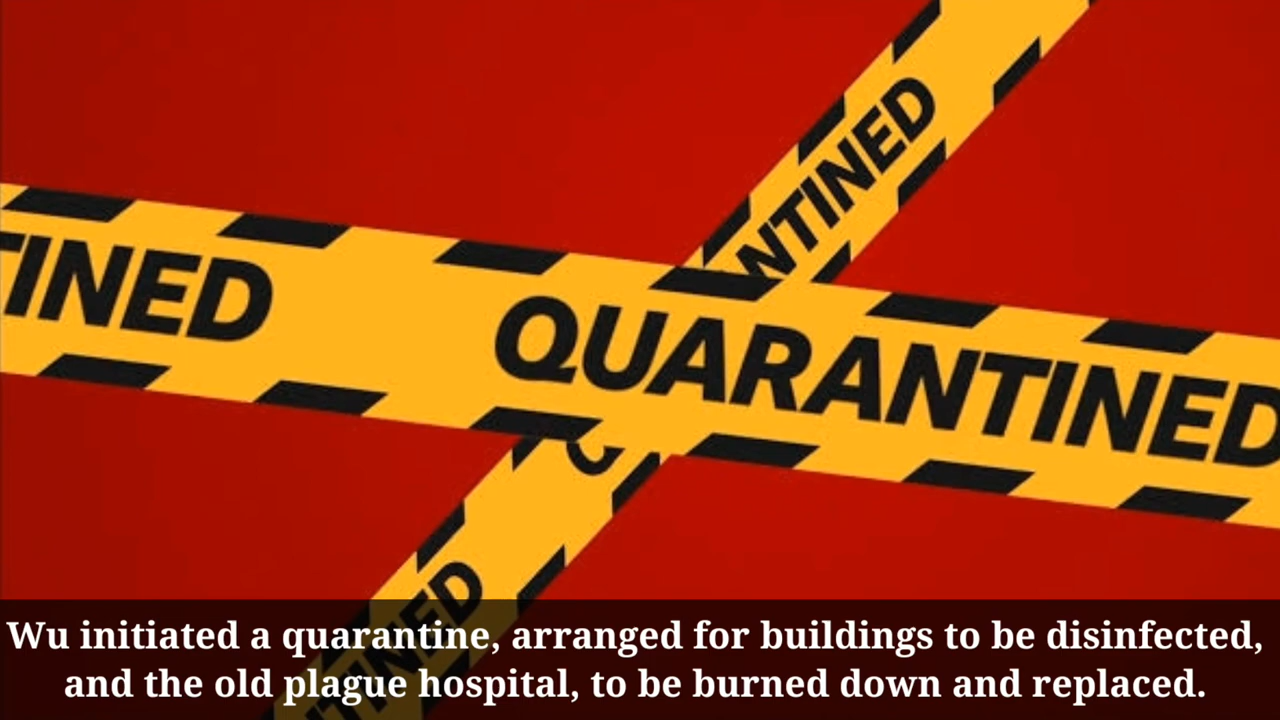 NTINED
TINED
QUARANTINED
Q
NTINED
Wu initiated a quarantine, arranged for buildings to be disinfected,
and the old plague hospital, to be burned down and replaced.